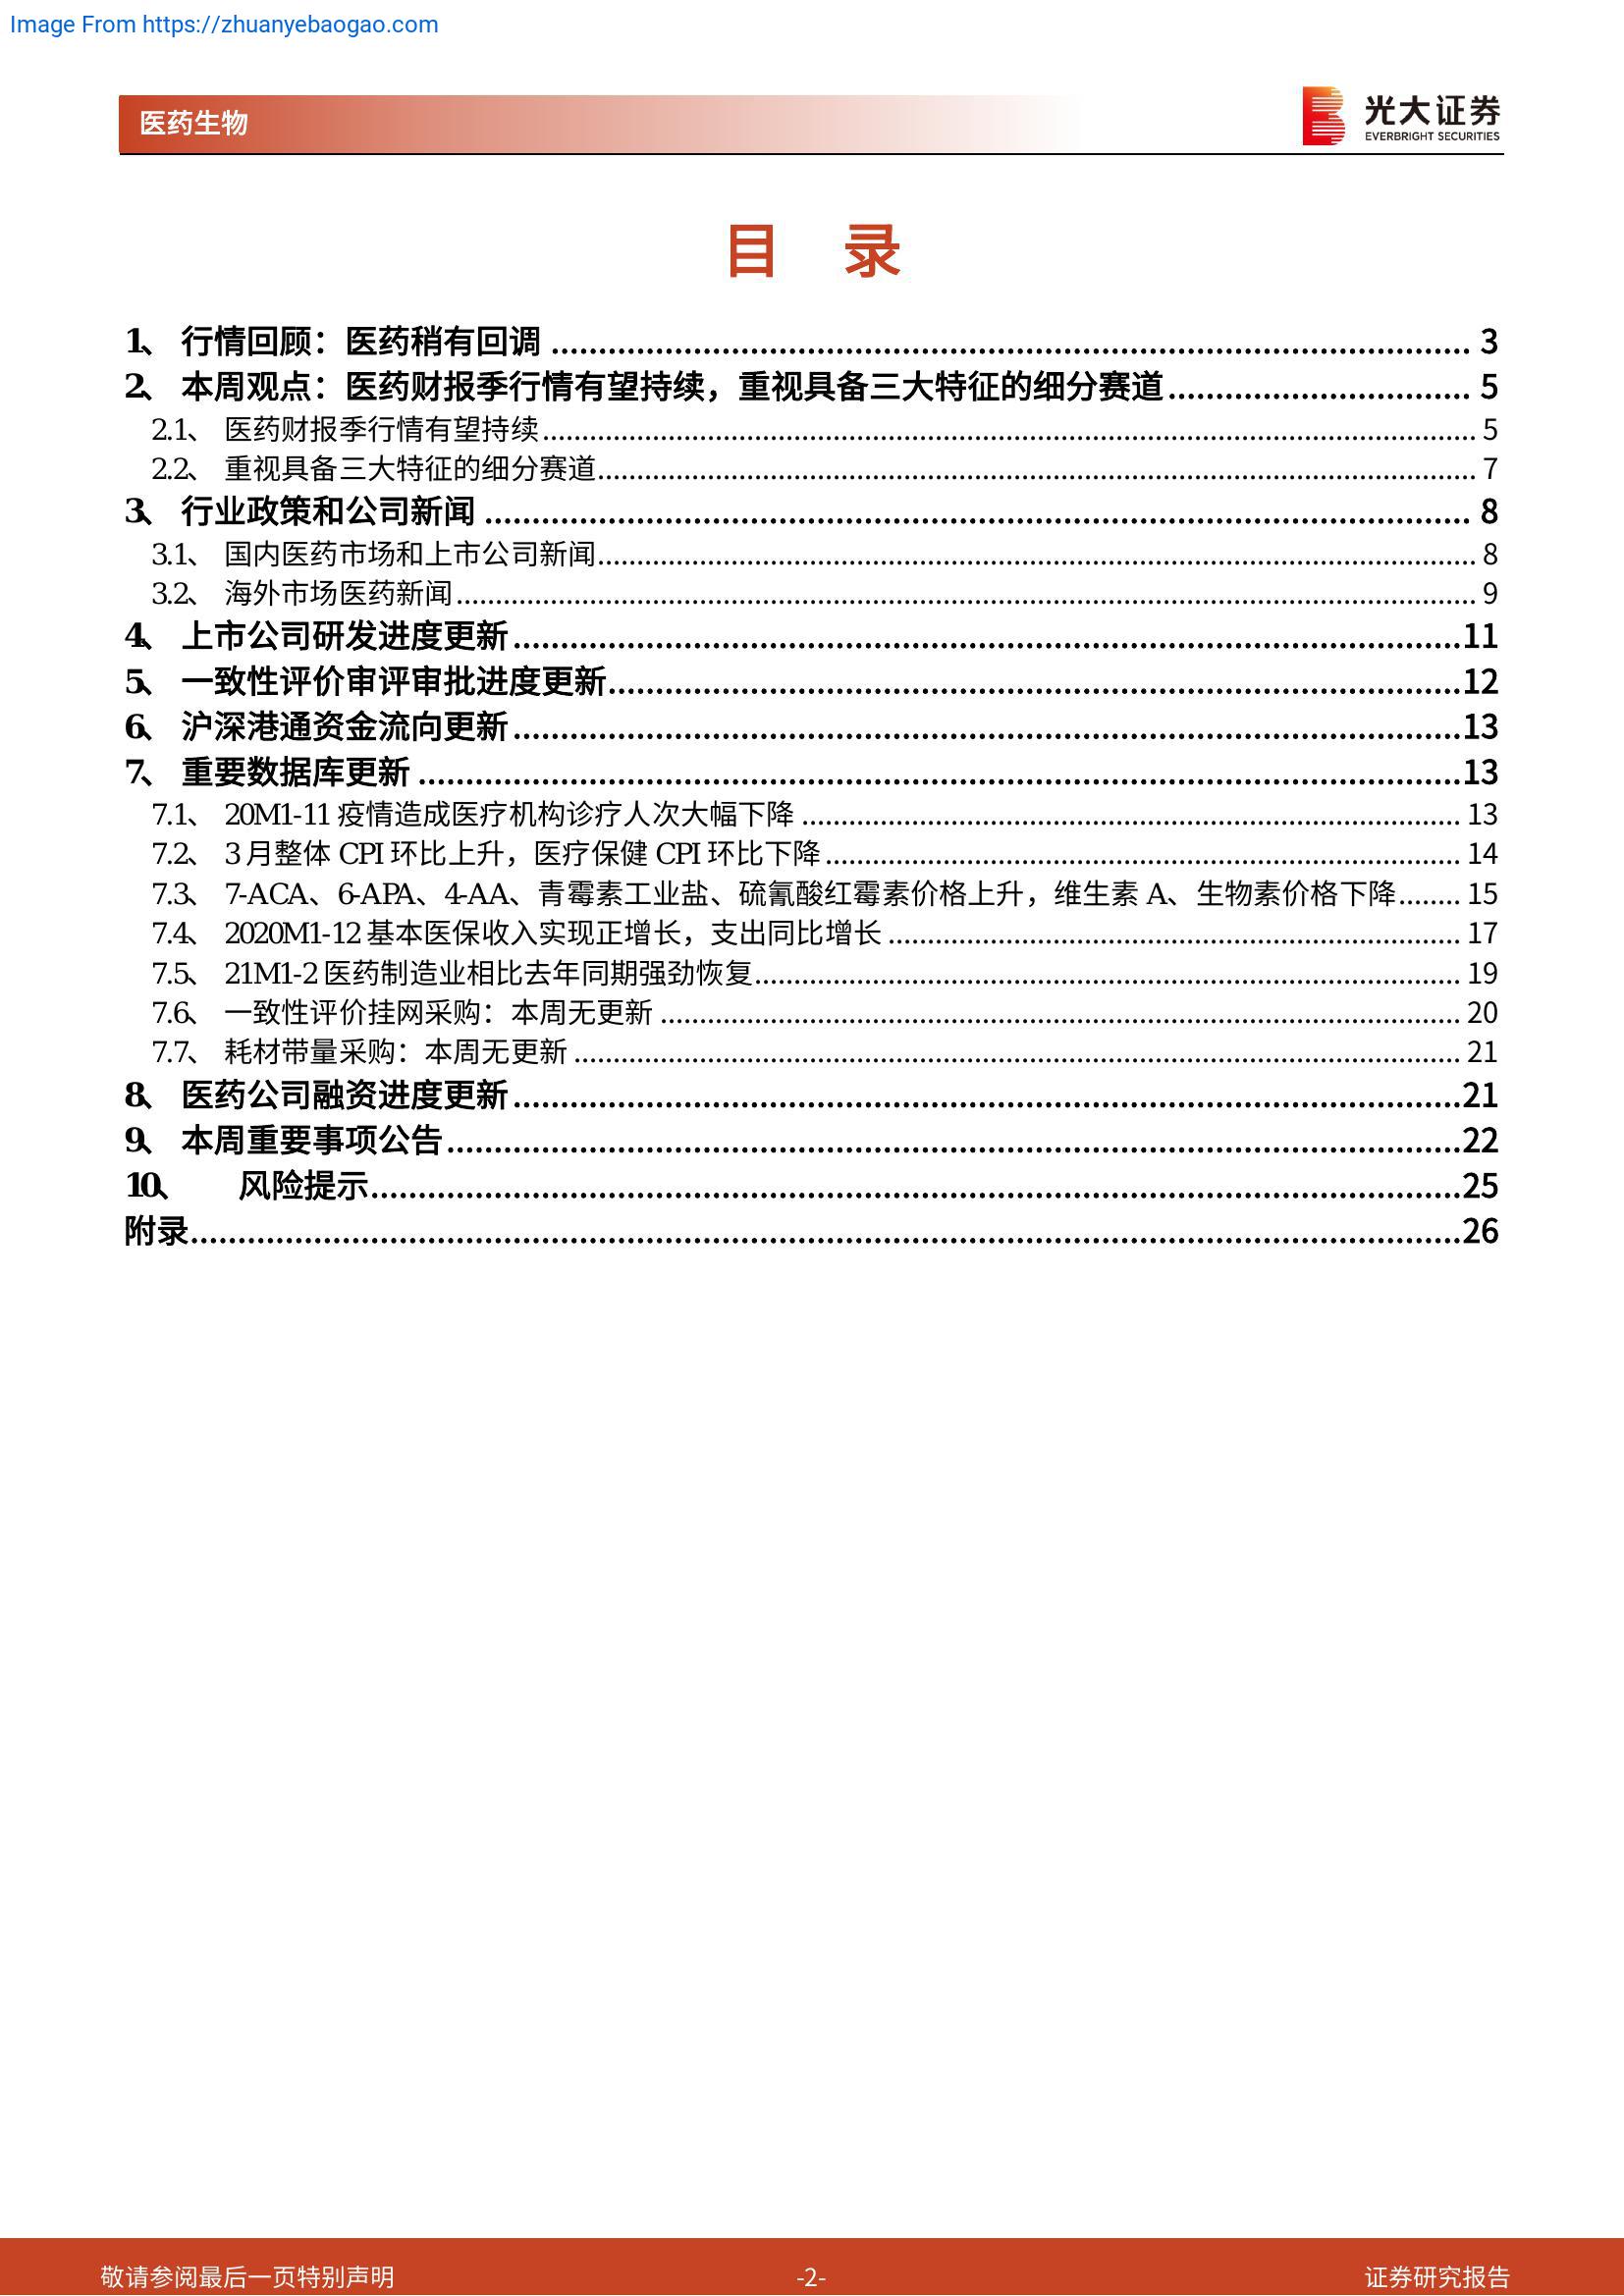 Image From https://zhuanyebaogao.com
医药生物
光大证券
EVERBRIGHT SECURITIES
目 录
1、 行情回顾：医药稍有回调 ........ 3
2、 本周观点：医药财报季行情有望持续，重视具备三大特征的细分赛道 ........ 5
2.1、 医药财报季行情有望持续 ........ 5
2.2、 重视具备三大特征的细分赛道 ........ 7
3、 行业政策和公司新闻 ........ 8
3.1、 国内医药市场和上市公司新闻 ........ 8
3.2、 海外市场医药新闻 ........ 9
4、 上市公司研发进度更新 ........ 11
5、 一致性评价审评审批进度更新 ........ 12
6、 沪深港通资金流向更新 ........ 13
7、 重要数据库更新 ........ 13
7.1、 20M1-11 疫情造成医疗机构诊疗人次大幅下降 ........ 13
7.2、 3 月整体 CPI 环比上升，医疗保健 CPI 环比下降 ........ 14
7.3、 7-ACA、6-APA、4-AA、青霉素工业盐、硫氰酸红霉素价格上升，维生素 A、生物素价格下降 ........ 15
7.4、 2020M1-12 基本医保收入实现正增长，支出同比增长 ........ 17
7.5、 21M1-2 医药制造业相比去年同期强劲恢复 ........ 19
7.6、 一致性评价挂网采购：本周无更新 ........ 20
7.7、 耗材带量采购：本周无更新 ........ 21
8、 医药公司融资进度更新 ........ 21
9、 本周重要事项公告 ........ 22
10、 风险提示 ........ 25
附录 ........ 26
敬请参阅最后一页特别声明 -2- 证券研究报告